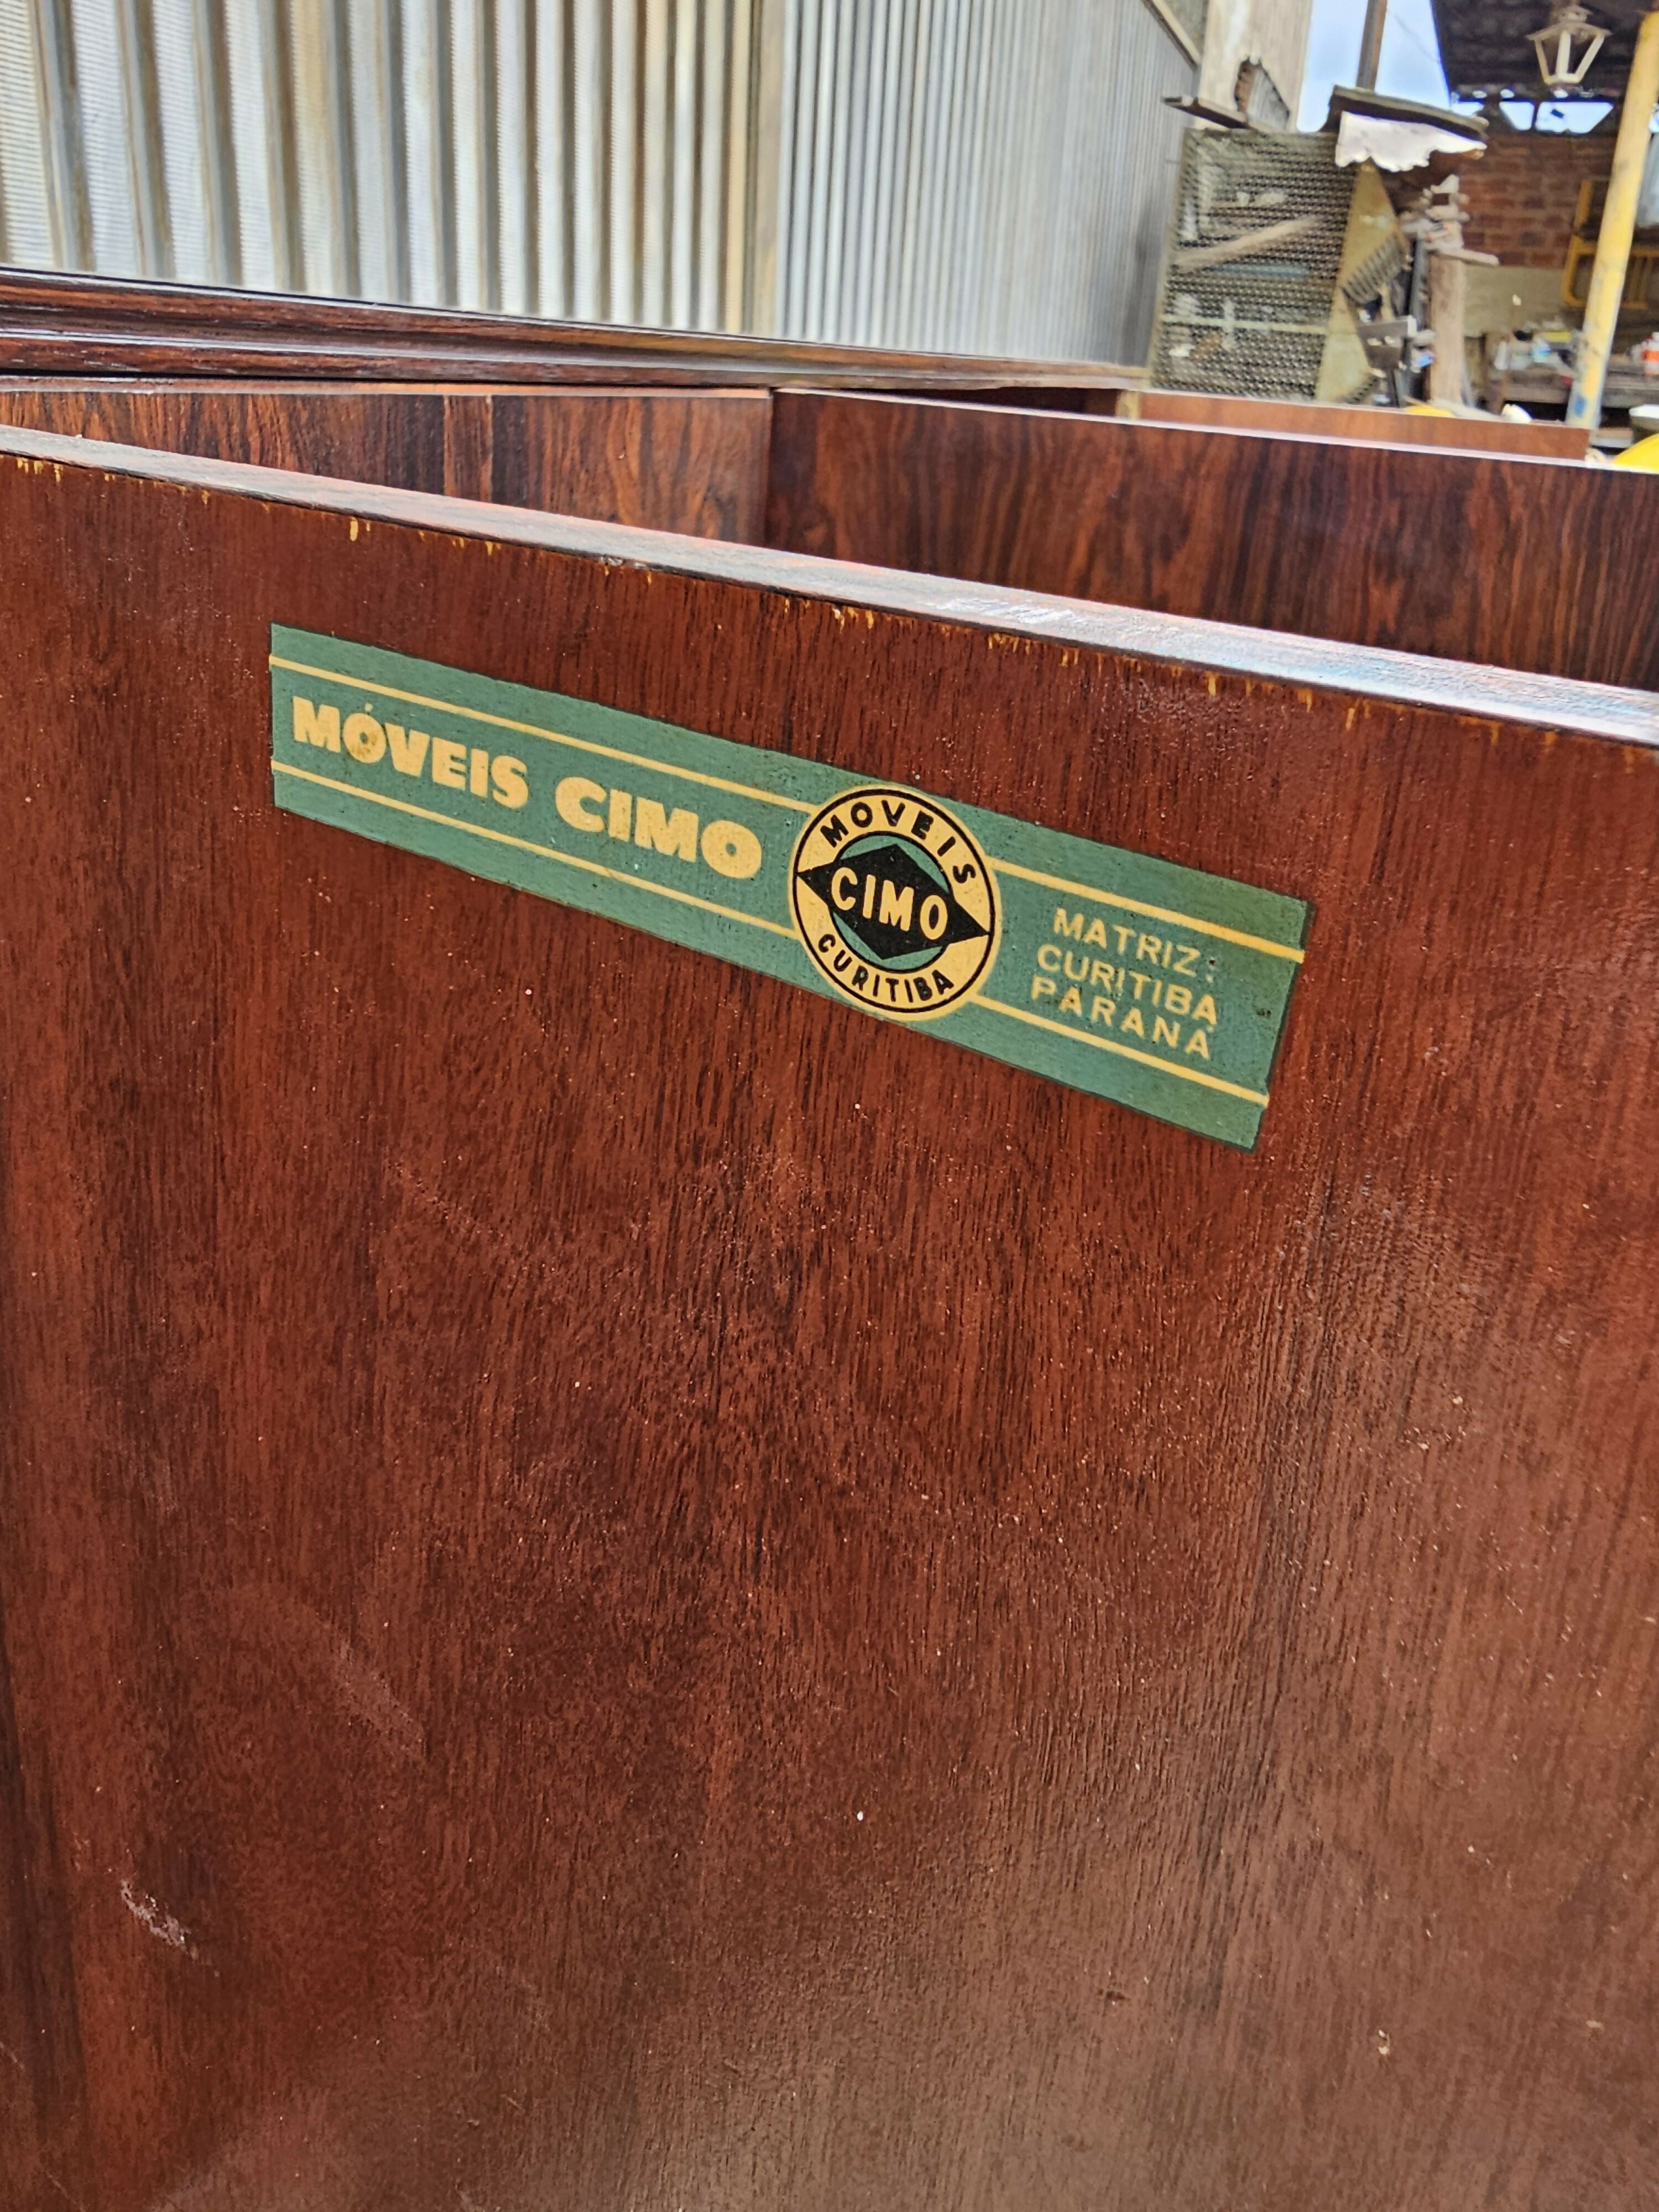 MÓVEIS CIMO
MOVEIS
CIMO
CURITIBA
MATRIZ:
CURITIBA
PARANÁ